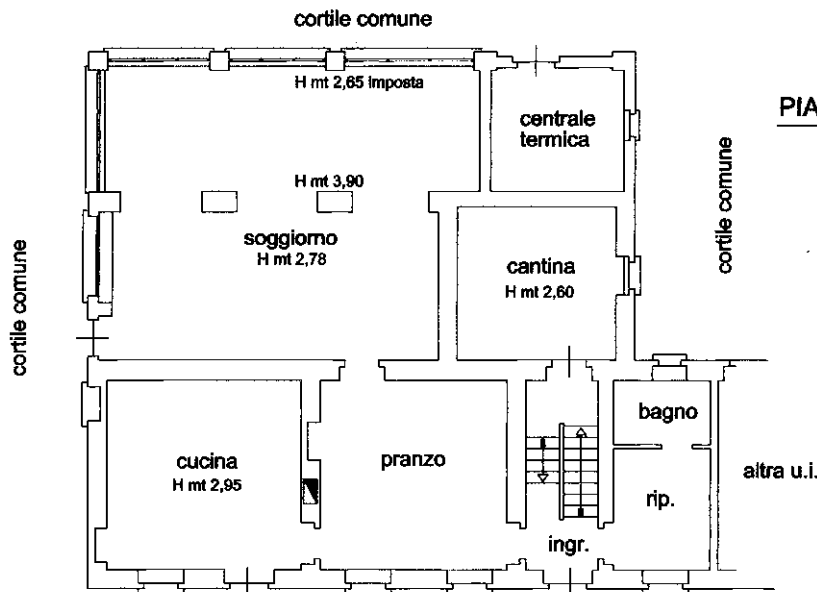 cortile comune
H mt 2,65 imposta
centrale
termica
PIA
H mt 3,90
soggiorno
H mt 2,78
cantina
H mt 2,60
cortile comune
cortile comune
bagno
cucina
H mt 2,95
pranzo
altra u.i.
rip.
ingr.